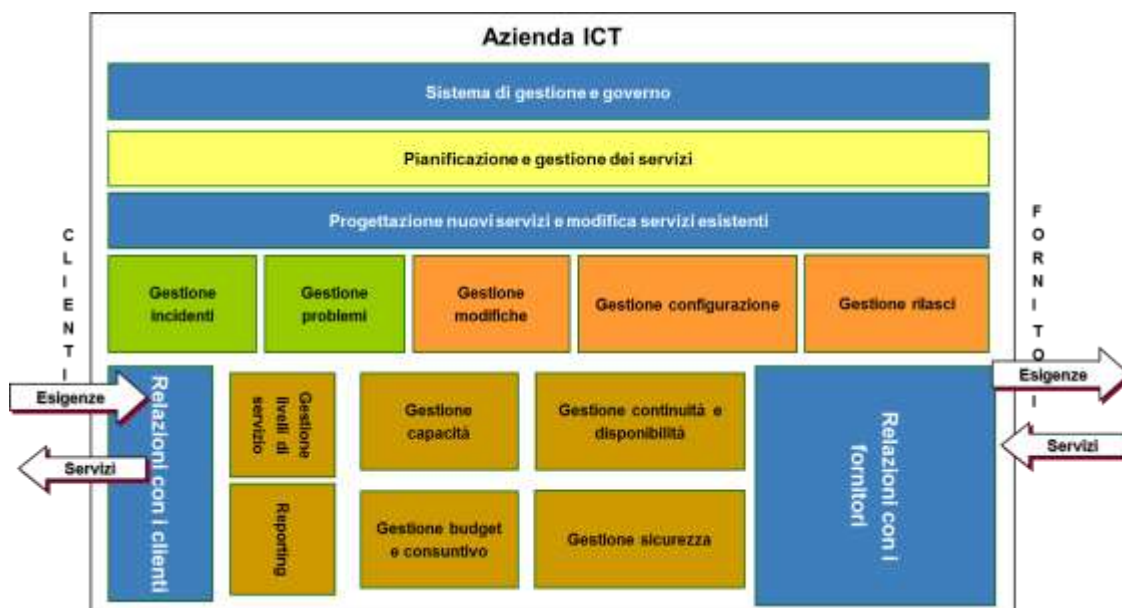 Azienda ICT
Sistema di gestione e governo
Pianificazione e gestione dei servizi
Progettazione nuovi servizi e modifica servizi esistenti
CLIENTI
FORNITORI
Gestione
incidenti
Gestione
problemi
Gestione
modifiche
Gestione configurazione
Gestione rilasci
Esigenze
Servizi
Relazioni con i clienti
Gestione
livelli di
servizio
Reporting
Gestione
capacità
Gestione continuità e
disponibilità
Gestione budget
e consuntivo
Gestione sicurezza
Relazioni con i
fornitori
Esigenze
Servizi